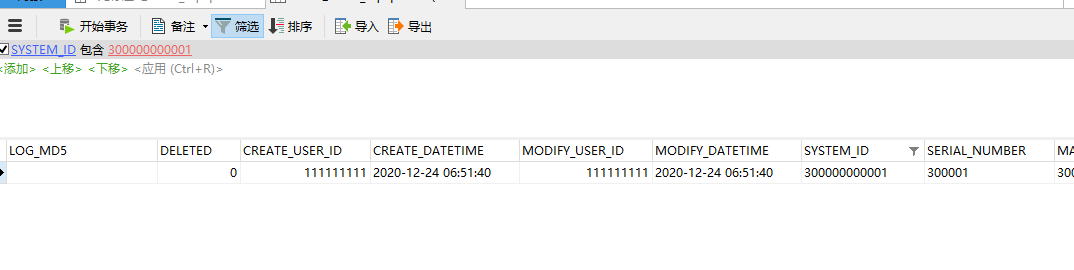 开始事务 备注 筛选 排序 导入 导出
SYSTEM_ID 包含 300000000001
<添加> <上移> <下移> <应用 (Ctrl+R)>
LOG_MD5 DELETED CREATE_USER_ID CREATE_DATETIME MODIFY_USER_ID MODIFY_DATETIME SYSTEM_ID SERIAL_NUMBER MA
0 111111111 2020-12-24 06:51:40 111111111 2020-12-24 06:51:40 300000000001 300001 300